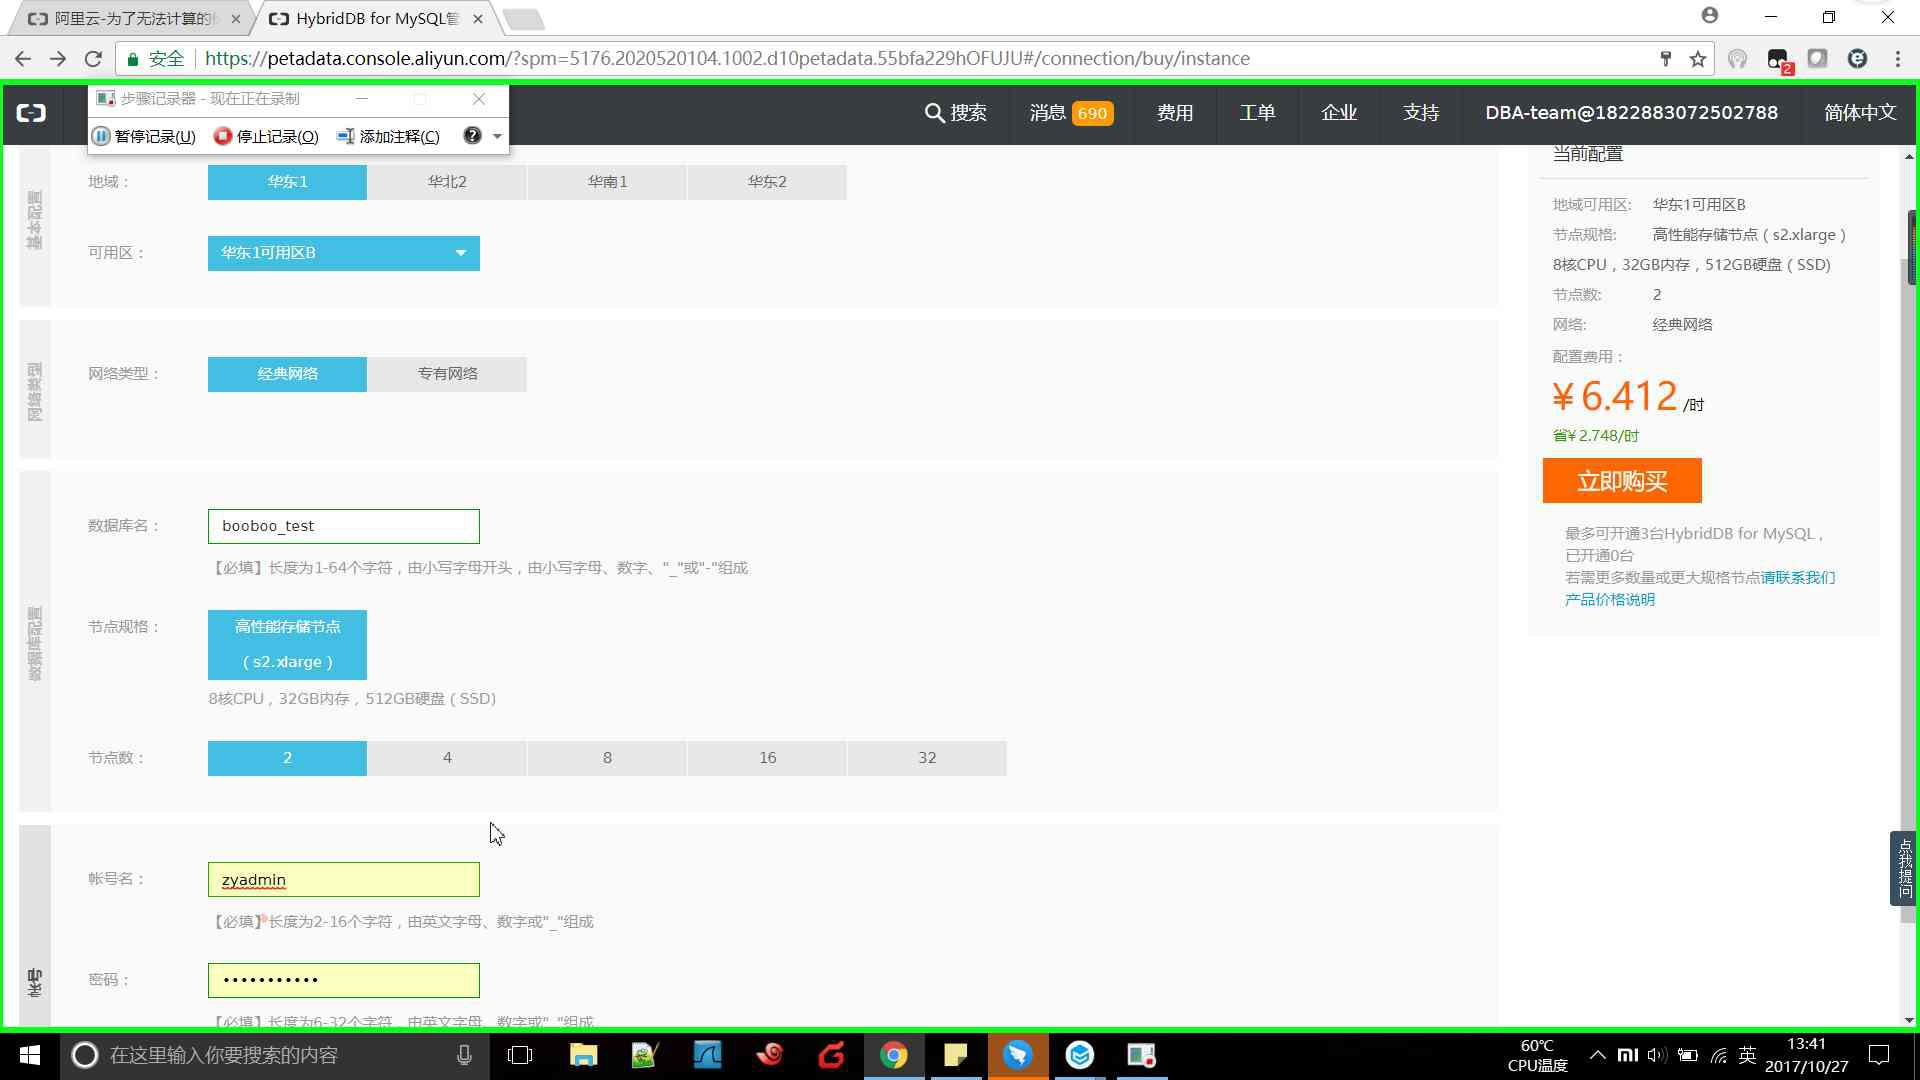 阿里云-为了无法计算的
HybridDB for MySQL管
安全
https://petadata.console.aliyun.com/?spm=5176.2020520104.1002.d10petadata.55bfa229hOFUJU#/connection/buy/instance
2
步骤记录器 - 现在正在录制
暂停记录(U)
停止记录(O)
添加注释(C)
搜索
消息 690
费用
工单
企业
支持
DBA-team@1822883072502788
简体中文
基本配置
地域：
华东1
华北2
华南1
华东2
可用区：
华东1可用区B
网络类型
网络类型：
经典网络
专有网络
数据库配置
数据库名：
booboo_test
【必填】长度为1-64个字符，由小写字母开头，由小写字母、数字、"_"或"-"组成
节点规格：
高性能存储节点
（s2.xlarge）
8核CPU，32GB内存，512GB硬盘（SSD)
节点数：
2
4
8
16
32
帐号名：
zyadmin
【必填】长度为2-16个字符，由英文字母、数字或"_"组成
密码：
•••••••••••
【必填】长度为6-32个字符，由英文字母、数字或"_"组成
当前配置
地域可用区: 华东1可用区B
节点规格: 高性能存储节点（s2.xlarge）
8核CPU，32GB内存，512GB硬盘（SSD)
节点数: 2
网络: 经典网络
配置费用：
¥6.412 /时
省¥2.748/时
立即购买
最多可开通3台HybridDB for MySQL，
已开通0台
若需更多数量或更大规格节点请联系我们
产品价格说明
点我提问
在这里输入你要搜索的内容
60℃
CPU温度
英
13:41
2017/10/27